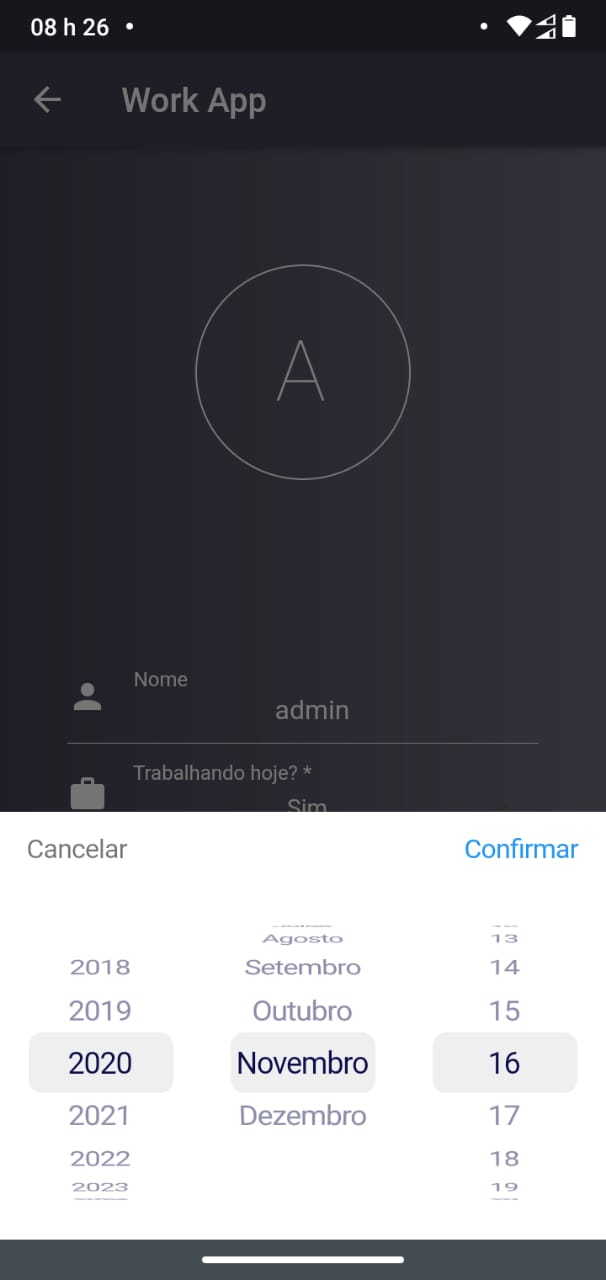 08 h 26
Work App
A
Nome
admin
Trabalhando hoje? *
Sim
Cancelar
Confirmar
Agosto 13
2018 Setembro 14
2019 Outubro 15
2020 Novembro 16
2021 Dezembro 17
2022 18
2023 19